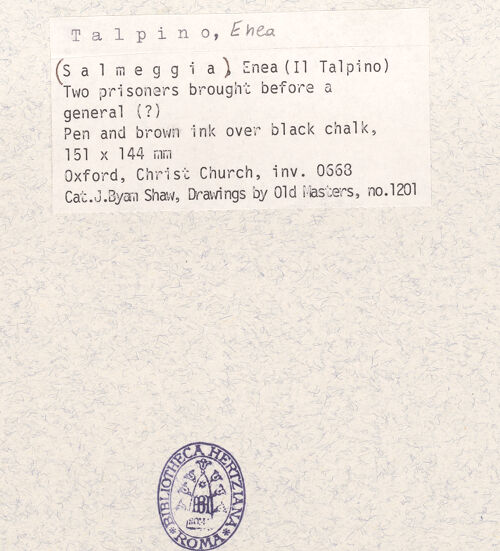 Talpino, Enea
(Salmeggia), Enea (Il Talpino)
Two prisoners brought before a
general (?)
Pen and brown ink over black chalk,
151 x 144 mm
Oxford, Christ Church, inv. 0668
Cat.J.Byam Shaw, Drawings by Old Masters, no.1201
*BIBLIOTHECA HERTZIANA*
ROMA